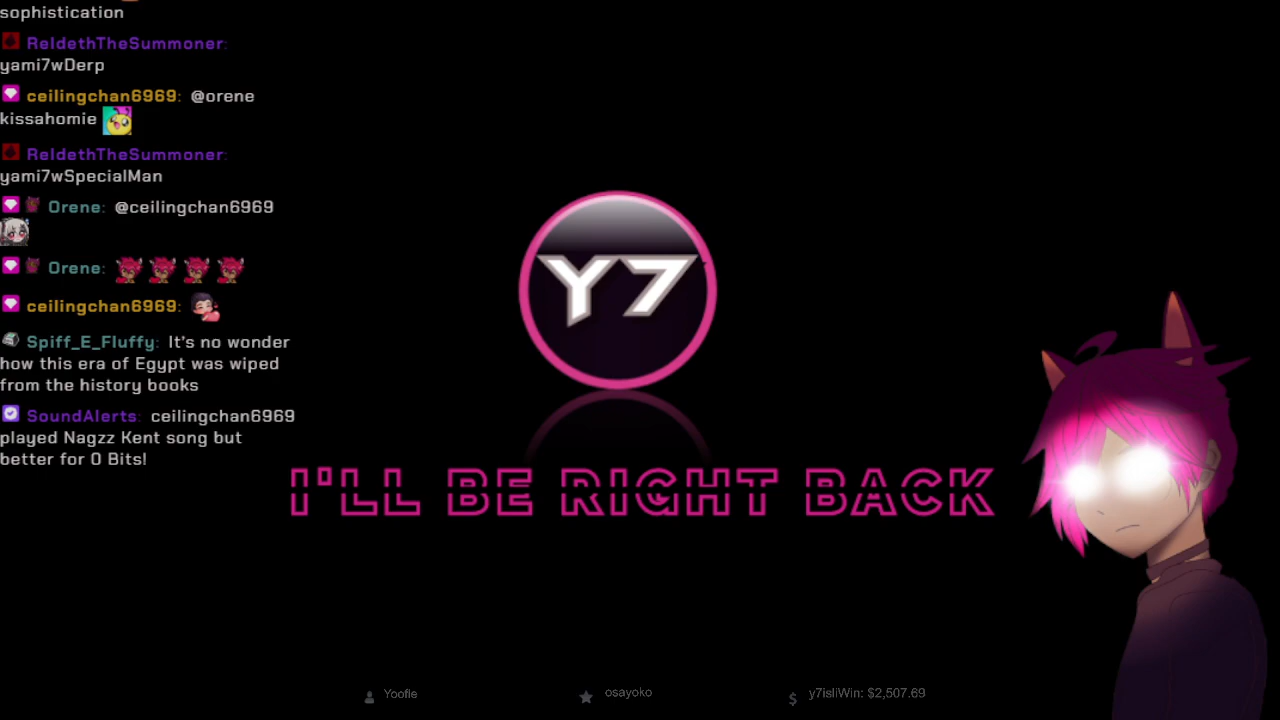 sophistication
ReldethTheSummoner:
yami7wDerp
ceilingchan6969: @orene
kissahomie
ReldethTheSummoner:
yami7wSpecialMan
Orene: @ceilingchan6969
Orene:
ceilingchan6969:
Spiff_E_Fluffy: It's no wonder
how this era of Egypt was wiped
from the history books
SoundAlerts: ceilingchan6969
played Nagzz Kent song but
better for 0 Bits!
Y7
I'LL BE RIGHT BACK
Yoofie
osayoko
y7isliWin: $2,507.69